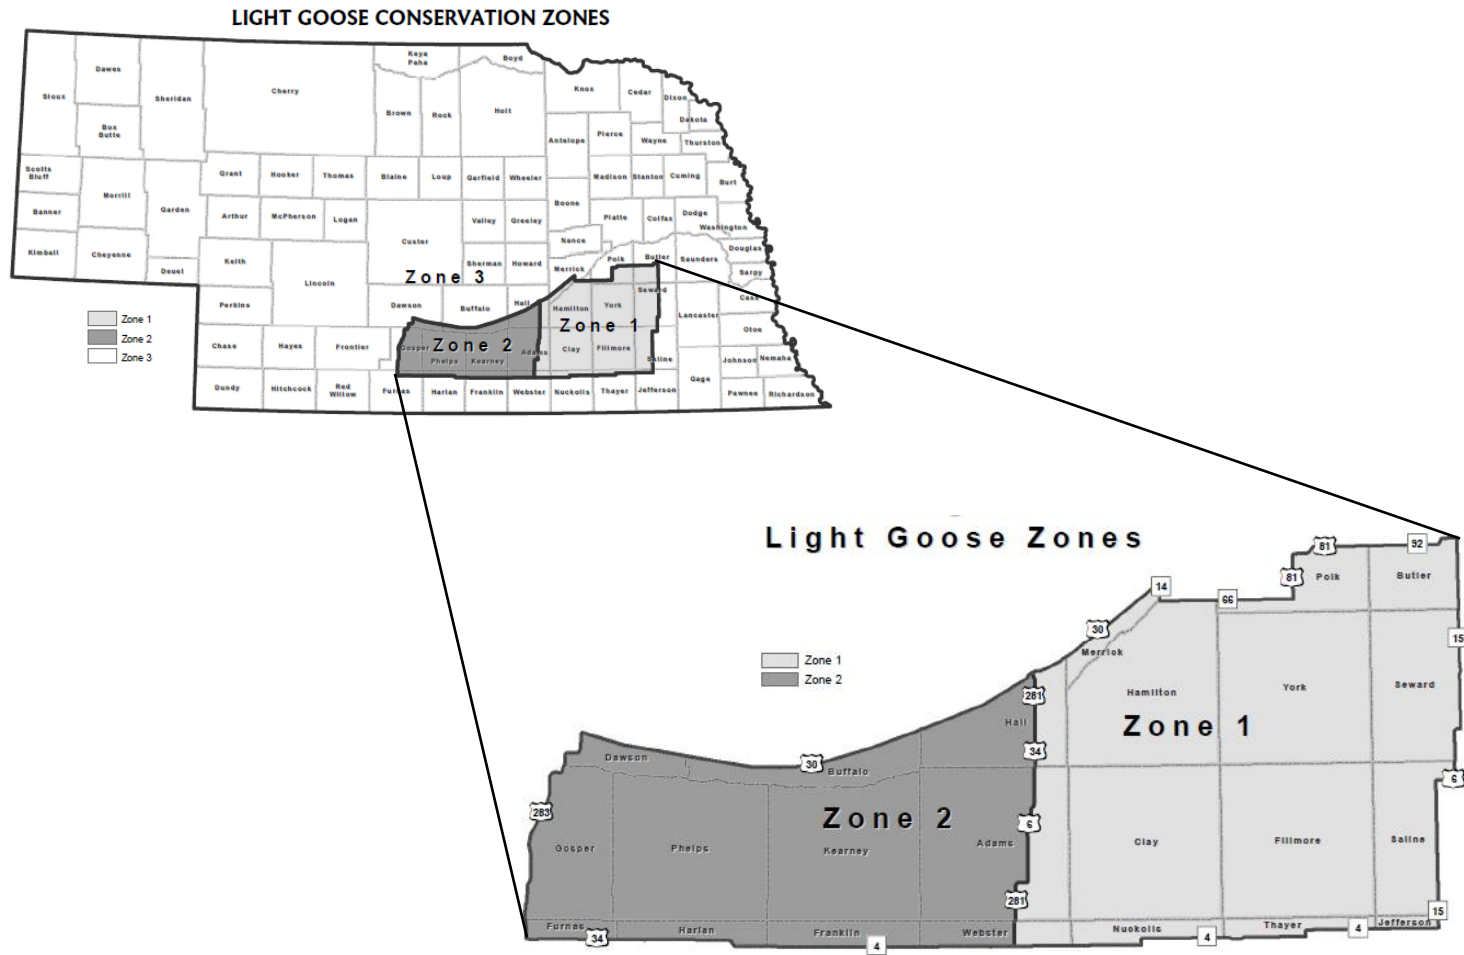 LIGHT GOOSE CONSERVATION ZONES
Keya
Paha
Boyd
Dawes
Sioux
Sheridan
Cherry
Knox
Cedar
Dixon
Brown
Rock
Holt
Dakota
Box
Butte
Antelope
Pierce
Wayne
Thurston
Scotts
Bluff
Grant
Hooker
Thomas
Blaine
Loup
Garfield
Wheeler
Madison
Stanton
Cuming
Burt
Morrill
Garden
Boone
Banner
Arthur
McPherson
Logan
Valley
Greeley
Platte
Colfax
Dodge
Washington
Custer
Nance
Kimball
Cheyenne
Keith
Sherman
Howard
Polk
Butler
Saunders
Douglas
Deuel
Merrick
Sarpy
Zone 3
Lincoln
Seward
Cass
Perkins
Dawson
Buffalo
Hall
Hamilton
York
Lancaster
Zone 1
Zone 1
Otoe
Zone 2
Chase
Hayes
Frontier
Gosper
Zone 2
Adams
Clay
Fillmore
Zone 3
Phelps
Kearney
Saline
Johnson
Nemaha
Gage
Dundy
Hitchcock
Red
Willow
Furnas
Harlan
Franklin
Webster
Nuckolls
Thayer
Jefferson
Pawnee
Richardson
Light Goose Zones
81
92
81
Polk
Butler
14
66
30
15
Merrick
Zone 1
Zone 2
281
Hamilton
York
Seward
Hall
Zone 1
34
Dawson
30
Buffalo
6
283
Zone 2
6
Gosper
Phelps
Kearney
Adams
Clay
Fillmore
Saline
281
15
Furnas
34
Harlan
Franklin
4
Webster
Nuckolls
4
Thayer
4
Jefferson